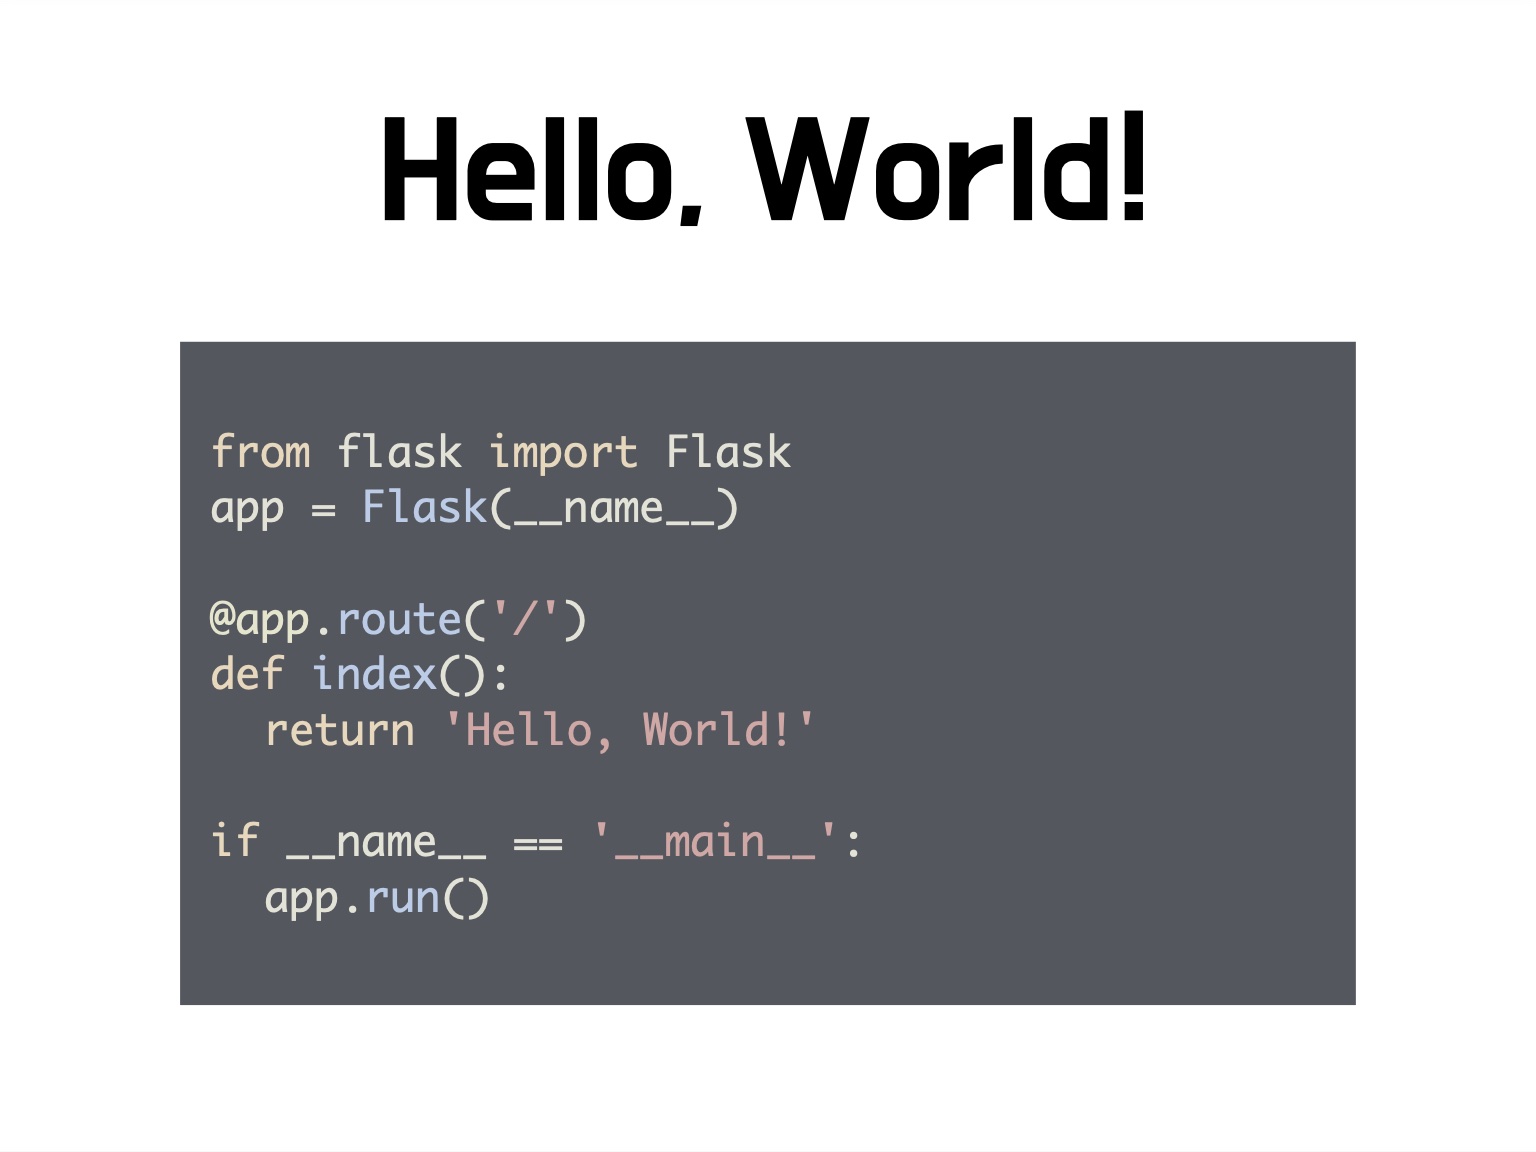 Hello, World!
from flask import Flask
app = Flask(__name__)
@app.route('/')
def index():
  return 'Hello, World!'
if __name__ == '__main__':
  app.run()